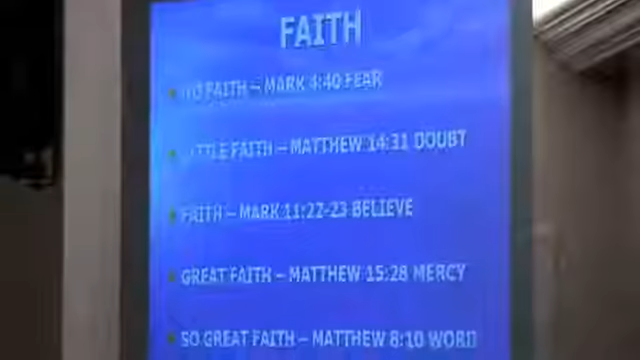 FAITH
NO FAITH – MARK 4:40 FEAR
LITTLE FAITH – MATTHEW 14:31 DOUBT
FAITH – MARK 11:22-23 BELIEVE
GREAT FAITH – MATTHEW 15:28 MERCY
SO GREAT FAITH – MATTHEW 8:10 WORD